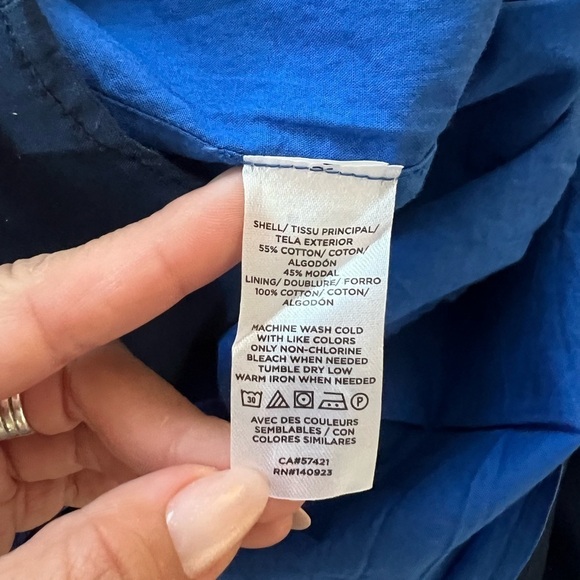 SHELL/ TISSU PRINCIPAL/
TELA EXTERIOR
55% COTTON/ COTON/
ALGODÓN
45% MODAL
LINING/ DOUBLURE/ FORRO
100% COTTON/ COTON/
ALGODÓN
MACHINE WASH COLD
WITH LIKE COLORS
ONLY NON-CHLORINE
BLEACH WHEN NEEDED
TUMBLE DRY LOW
WARM IRON WHEN NEEDED
30 P
AVEC DES COULEURS
SEMBLABLES / CON
COLORES SIMILARES
CA#57421
RN#140923